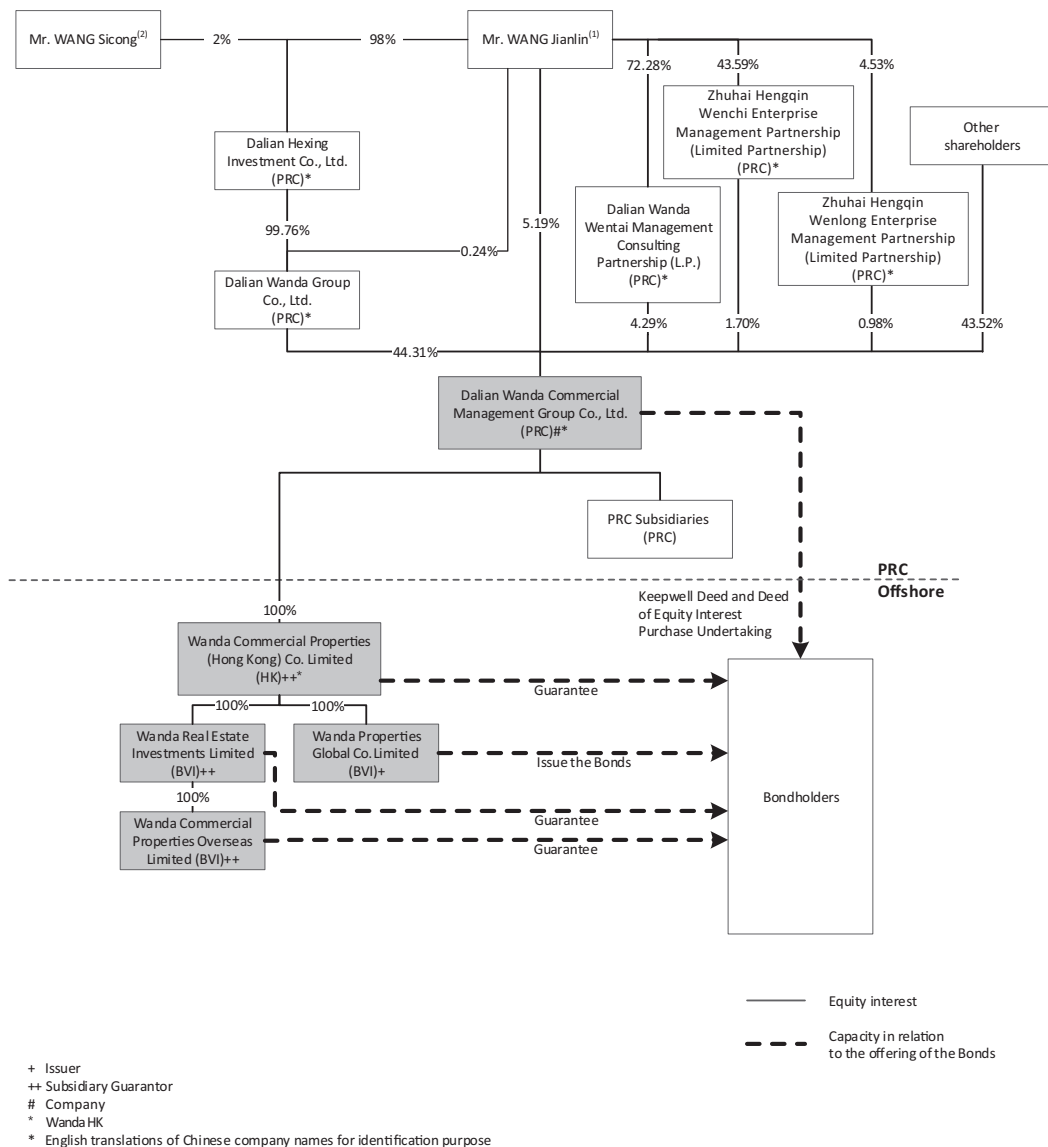 Mr. WANG Sicong(2)
2%
98%
Mr. WANG Jianlin(1)
72.28%
43.59%
4.53%
Dalian Hexing
Investment Co., Ltd.
(PRC)*
Zhuhai Hengqin
Wenchi Enterprise
Management Partnership
(Limited Partnership)
(PRC)*
Other
shareholders
99.76%
0.24%
5.19%
Dalian Wanda
Wentai Management
Consulting
Partnership (L.P.)
(PRC)*
Zhuhai Hengqin
Wenlong Enterprise
Management Partnership
(Limited Partnership)
(PRC)*
Dalian Wanda Group
Co., Ltd.
(PRC)*
4.29%
1.70%
0.98%
43.52%
44.31%
Dalian Wanda Commercial
Management Group Co., Ltd.
(PRC)#*
PRC Subsidiaries
(PRC)
PRC
Offshore
Keepwell Deed and Deed
of Equity Interest
Purchase Undertaking
100%
Wanda Commercial Properties
(Hong Kong) Co. Limited
(HK)++*
Guarantee
100%
100%
Wanda Real Estate
Investments Limited
(BVI)++
Wanda Properties
Global Co. Limited
(BVI)+
Issue the Bonds
Bondholders
100%
Guarantee
Wanda Commercial
Properties Overseas
Limited (BVI)++
Guarantee
Equity interest
Capacity in relation
to the offering of the Bonds
+ Issuer
++ Subsidiary Guarantor
# Company
* Wanda HK
* English translations of Chinese company names for identification purpose